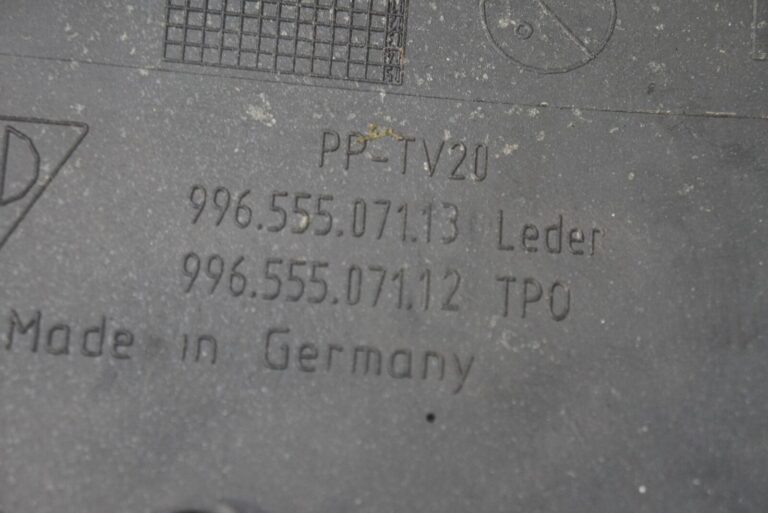 PP-TV20
996.555.071.13 Leder
996.555.071.12 TPO
Made in Germany